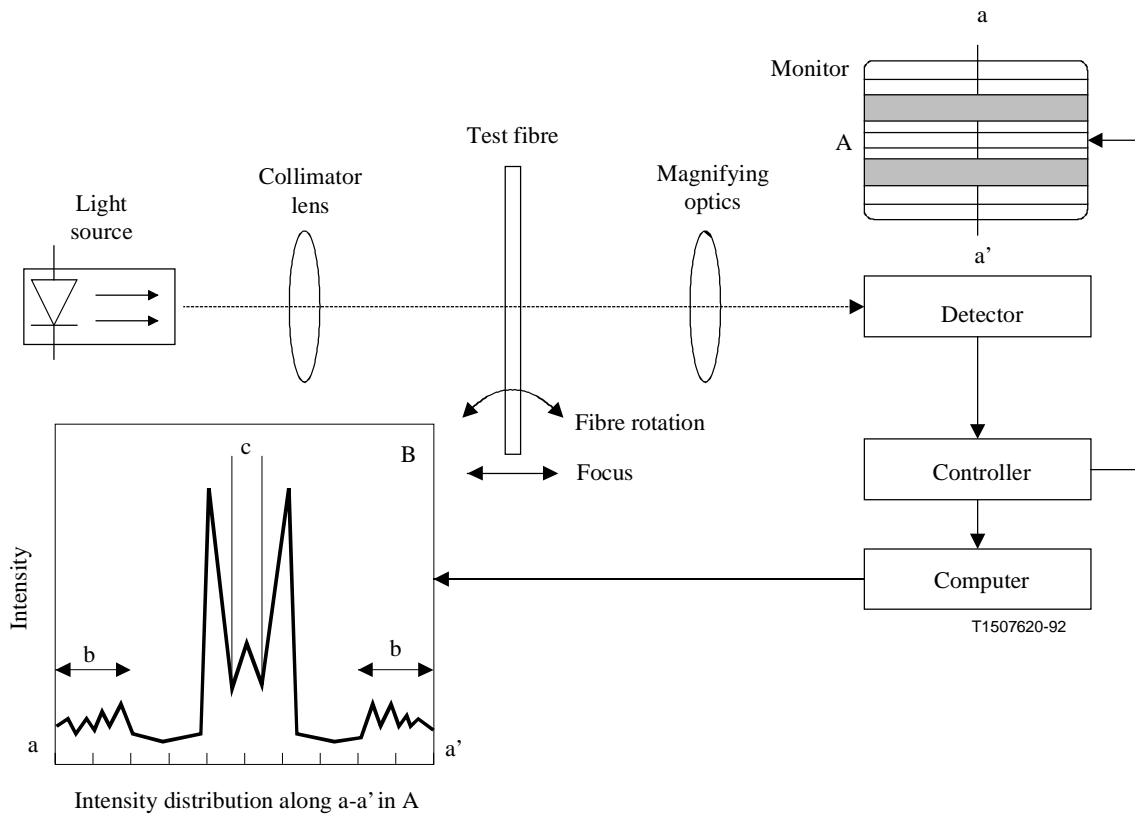 a
Monitor
A
Test fibre
Collimator
lens
Magnifying
optics
Light
source
a’
Detector
Fibre rotation
Focus
Controller
Computer
T1507620-92
B
c
Intensity
b
b
a
a’
Intensity distribution along a-a’ in A